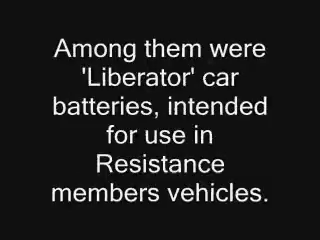 Among them were
'Liberator' car
batteries, intended
for use in
Resistance
members vehicles.